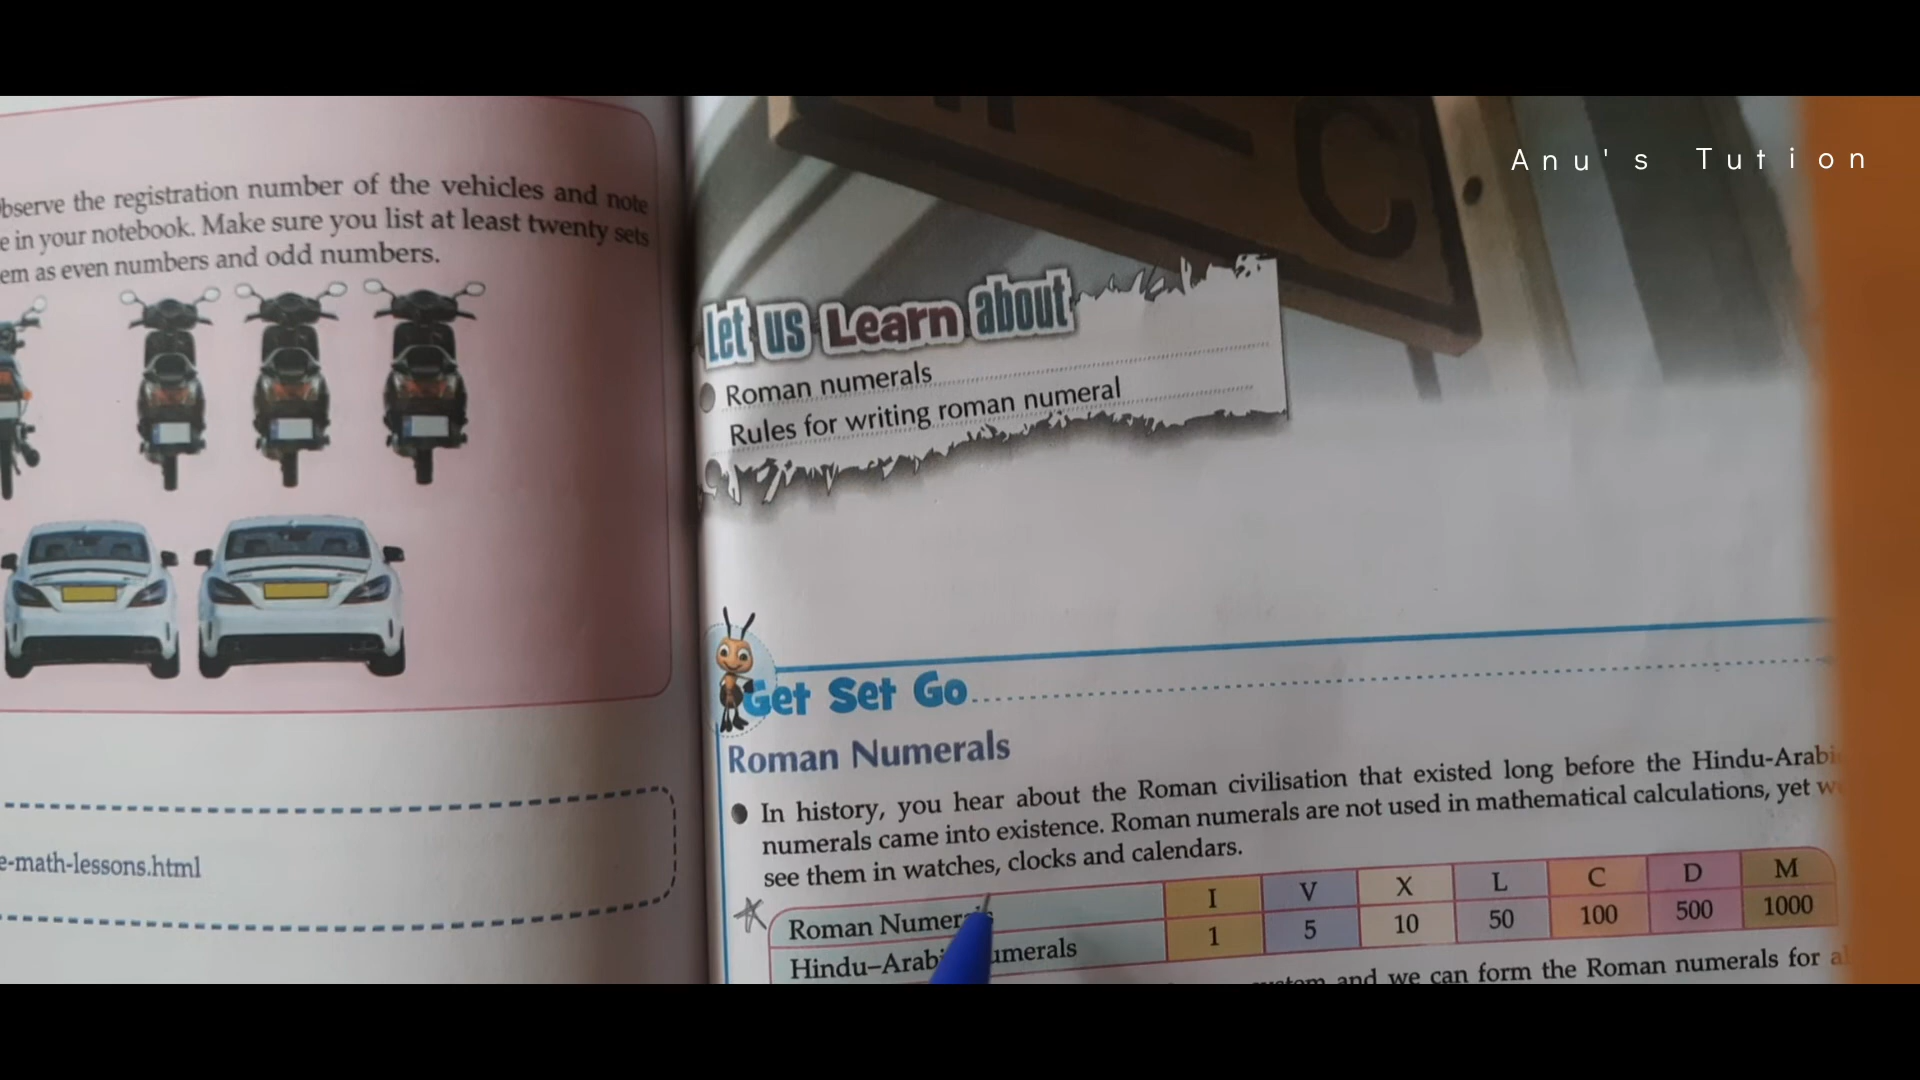 Anu's Tution
bserve the registration number of the vehicles and note
e in your notebook. Make sure you list at least twenty sets
em as even numbers and odd numbers.
e-math-lessons.html
C
Let us Learn about
Roman numerals
Rules for writing roman numeral
Get Set Go
Roman Numerals
In history, you hear about the Roman civilisation that existed long before the Hindu-Arabi
numerals came into existence. Roman numerals are not used in mathematical calculations, yet w
see them in watches, clocks and calendars.
Roman Numera I V X L C D M
Hindu–Arabi umerals 1 5 10 50 100 500 1000
and we can form the Roman numerals for a